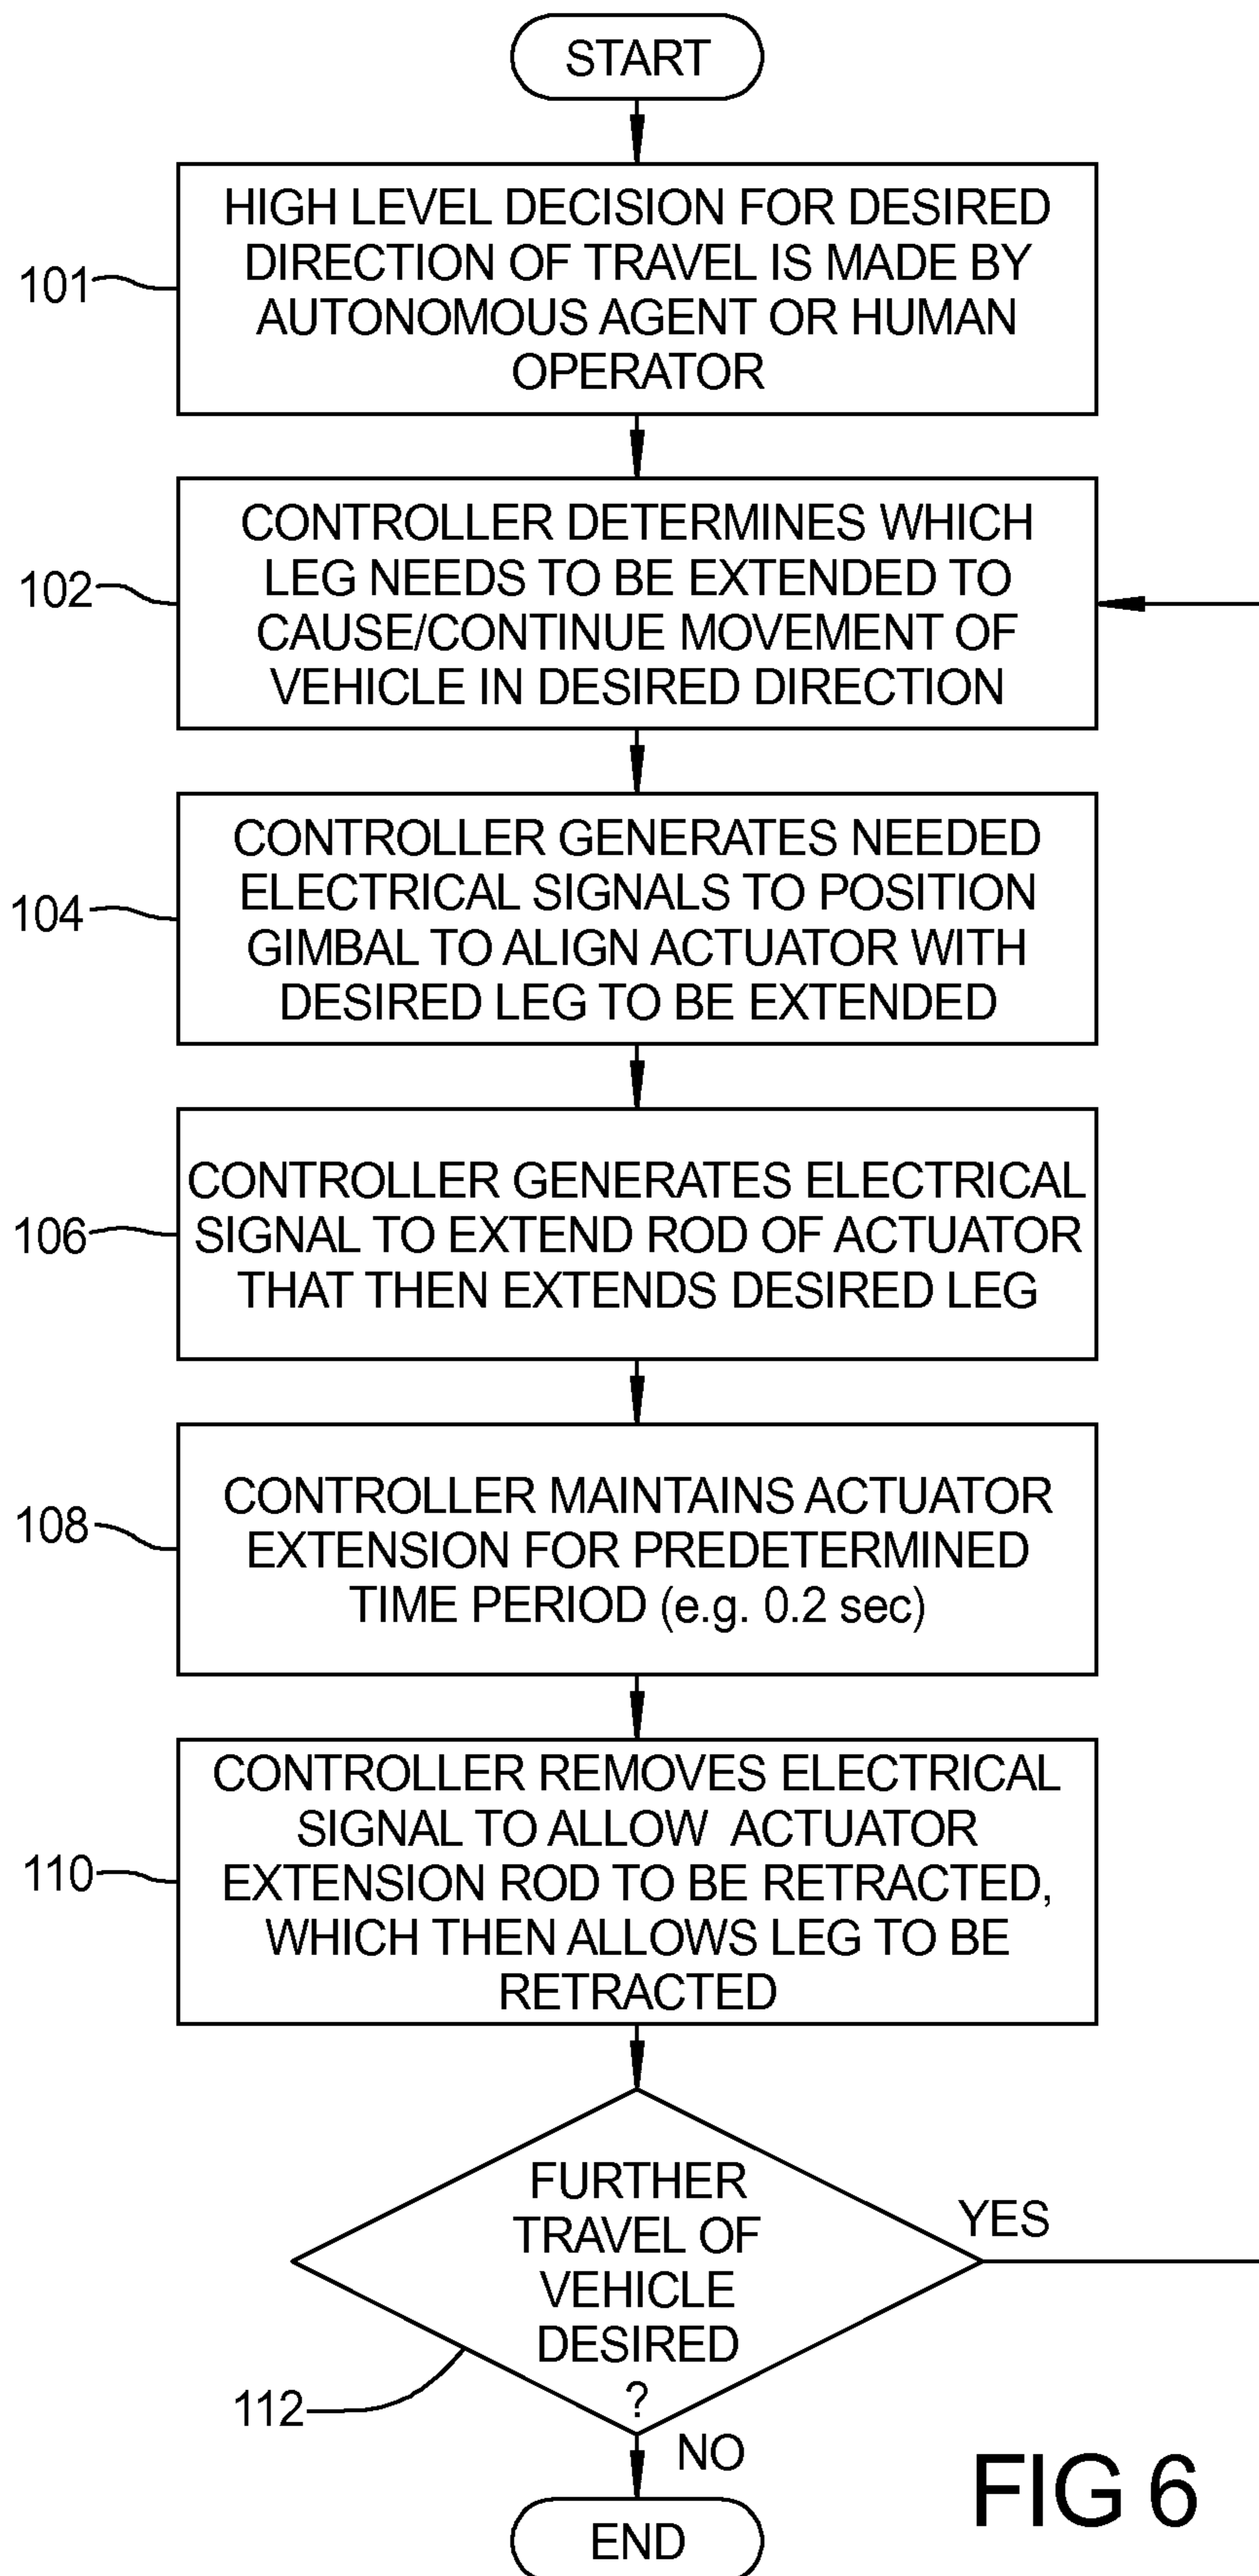 START
HIGH LEVEL DECISION FOR DESIRED
DIRECTION OF TRAVEL IS MADE BY
AUTONOMOUS AGENT OR HUMAN
OPERATOR
101
CONTROLLER DETERMINES WHICH
LEG NEEDS TO BE EXTENDED TO
CAUSE/CONTINUE MOVEMENT OF
VEHICLE IN DESIRED DIRECTION
102
CONTROLLER GENERATES NEEDED
ELECTRICAL SIGNALS TO POSITION
GIMBAL TO ALIGN ACTUATOR WITH
DESIRED LEG TO BE EXTENDED
104
CONTROLLER GENERATES ELECTRICAL
SIGNAL TO EXTEND ROD OF ACTUATOR
THAT THEN EXTENDS DESIRED LEG
106
CONTROLLER MAINTAINS ACTUATOR
EXTENSION FOR PREDETERMINED
TIME PERIOD (e.g. 0.2 sec)
108
CONTROLLER REMOVES ELECTRICAL
SIGNAL TO ALLOW ACTUATOR
EXTENSION ROD TO BE RETRACTED,
WHICH THEN ALLOWS LEG TO BE
RETRACTED
110
FURTHER
TRAVEL OF
VEHICLE
DESIRED
?
YES
112
NO
END
FIG 6